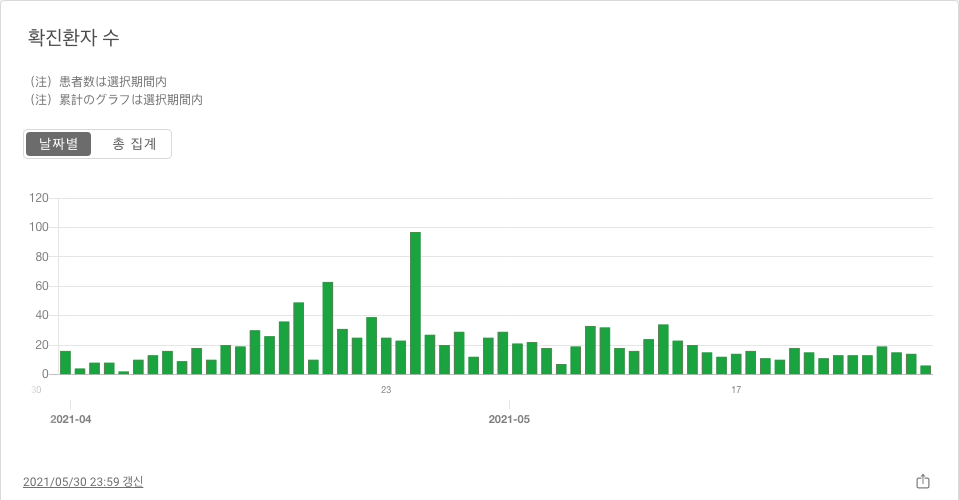 확진환자 수
（注）患者数は選択期間内
（注）累計のグラフは選択期間内
날짜별 총 집계
120
100
80
60
40
20
0
30 23 17
2021-04 2021-05
2021/05/30 23:59 갱신